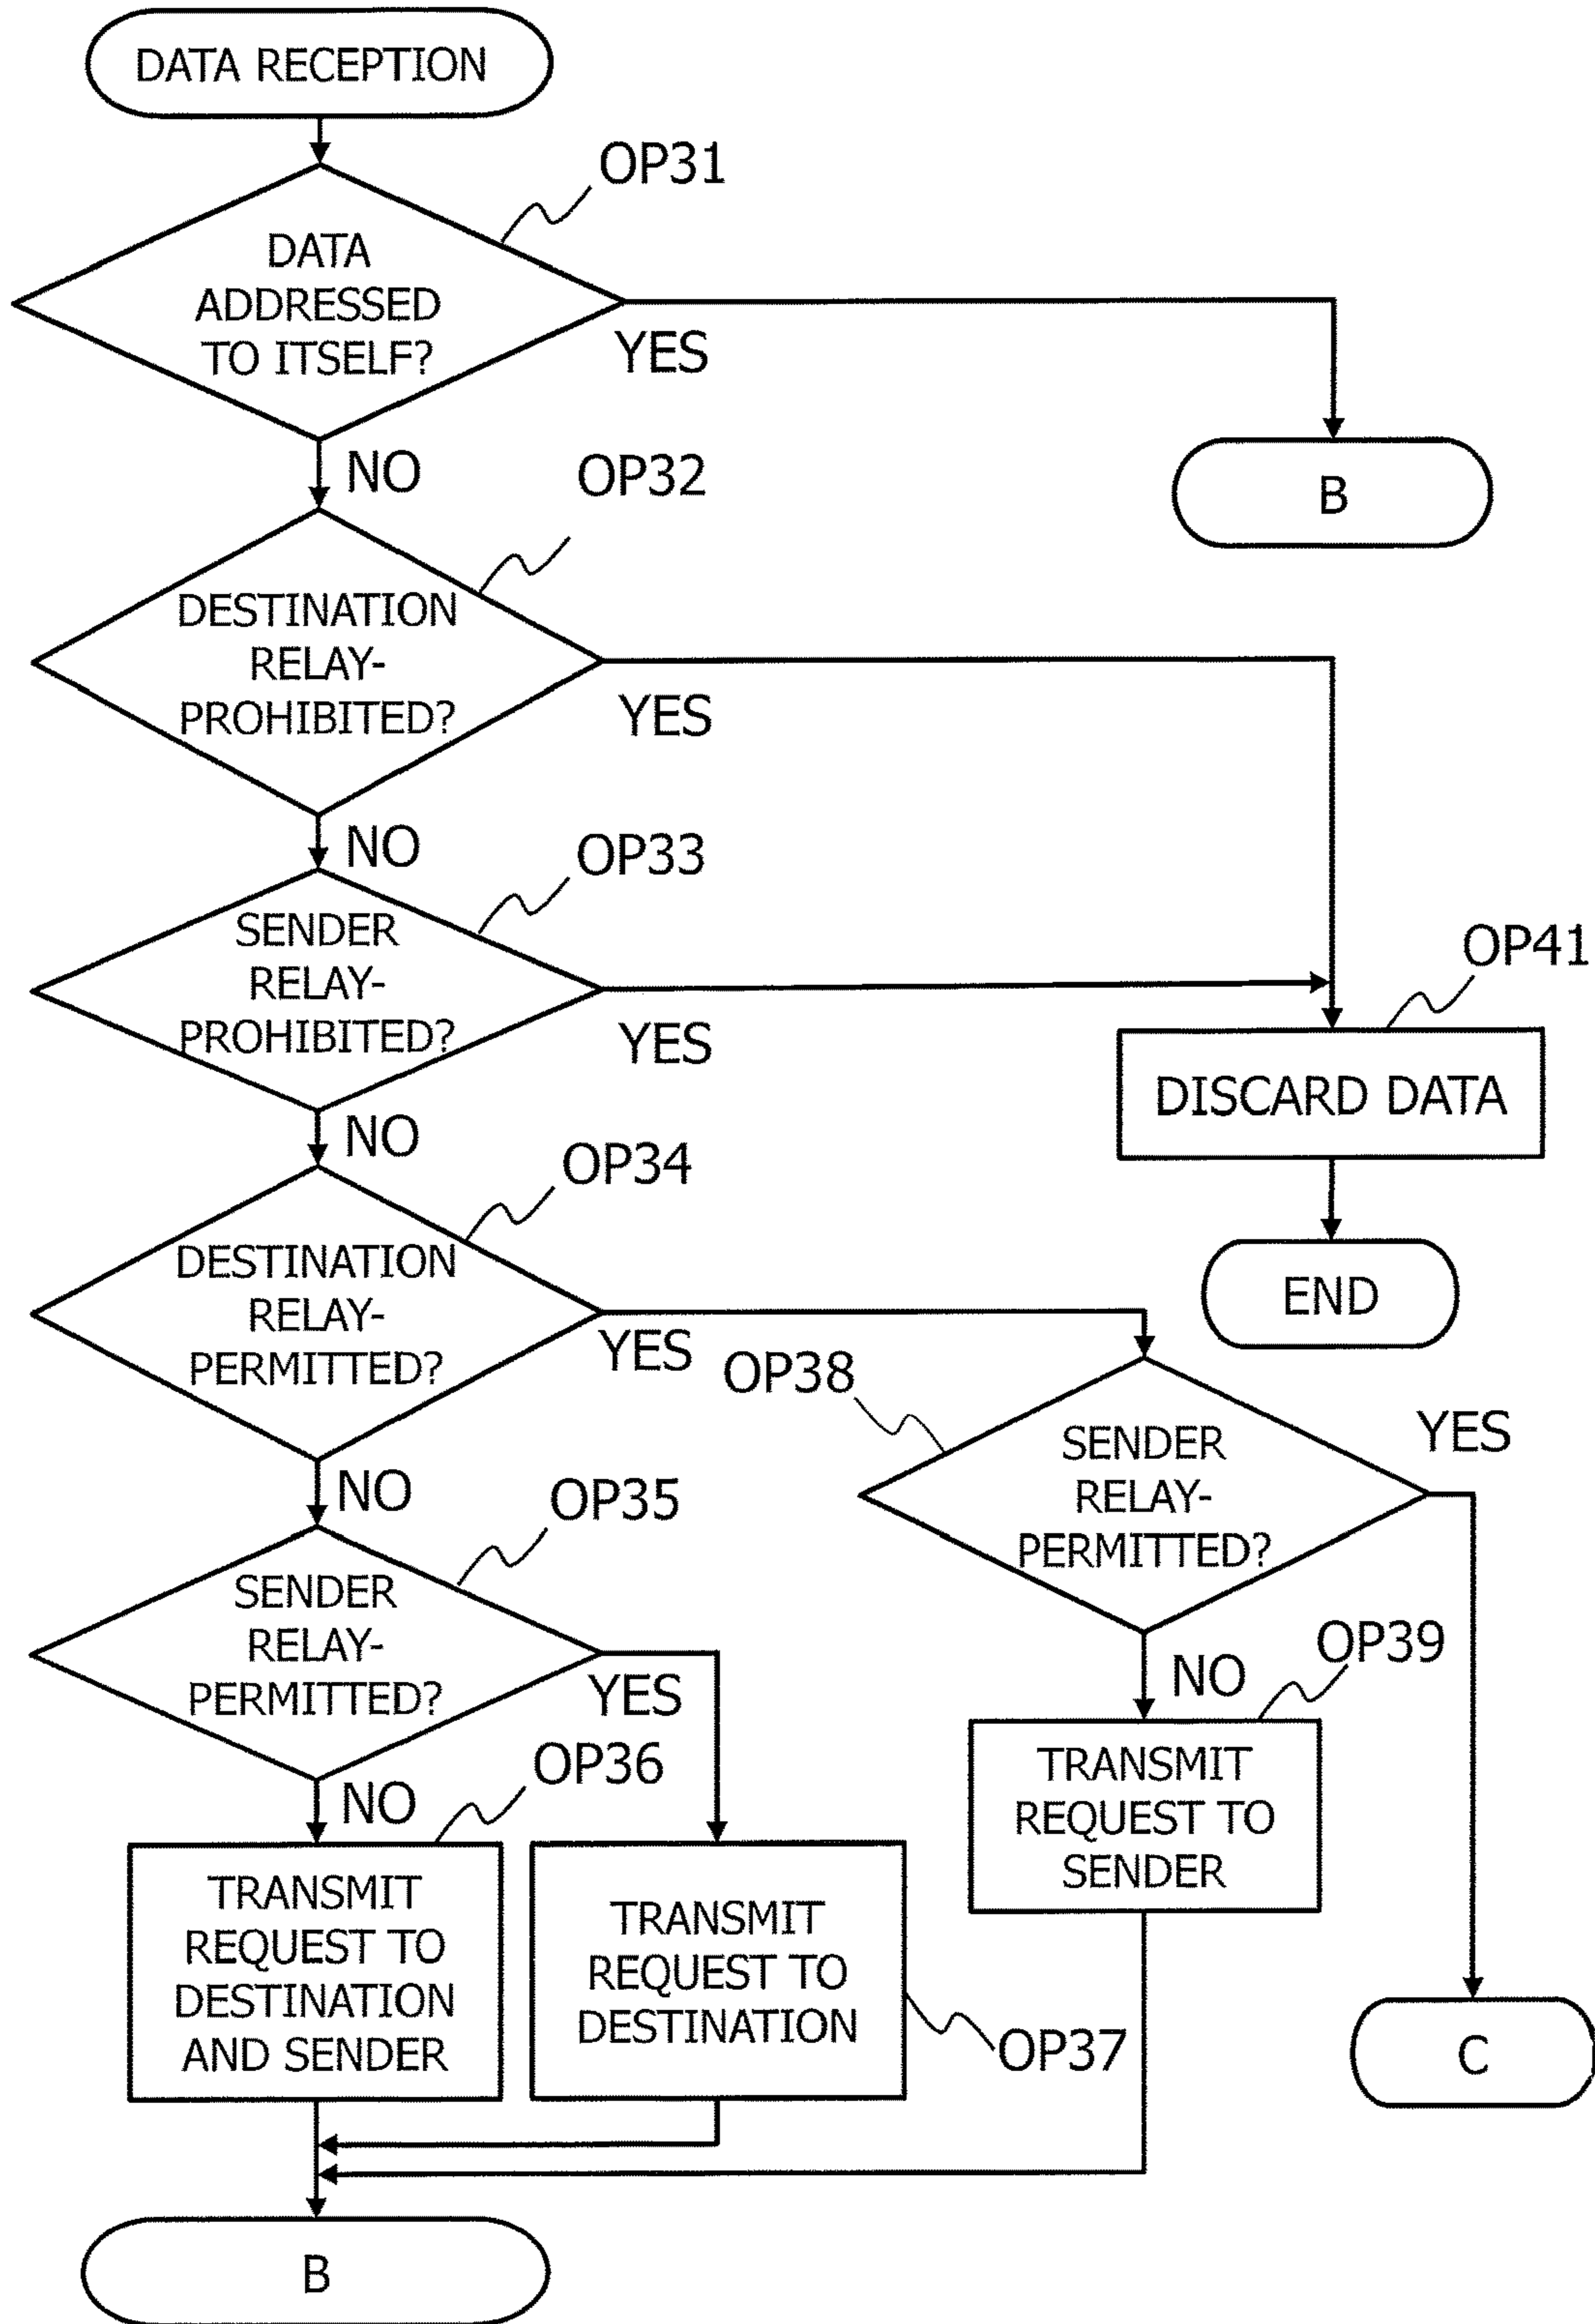 DATA RECEPTION
OP31
DATA
ADDRESSED
TO ITSELF?
YES
NO
B
OP32
DESTINATION
RELAY-
PROHIBITED?
YES
NO
OP33
SENDER
RELAY-
PROHIBITED?
YES
NO
OP41
DISCARD DATA
END
OP34
DESTINATION
RELAY-
PERMITTED?
YES
NO
OP38
SENDER
RELAY-
PERMITTED?
YES
NO
OP35
SENDER
RELAY-
PERMITTED?
YES
NO
OP39
TRANSMIT
REQUEST TO
SENDER
OP36
TRANSMIT
REQUEST TO
DESTINATION
AND SENDER
TRANSMIT
REQUEST TO
DESTINATION
OP37
C
B